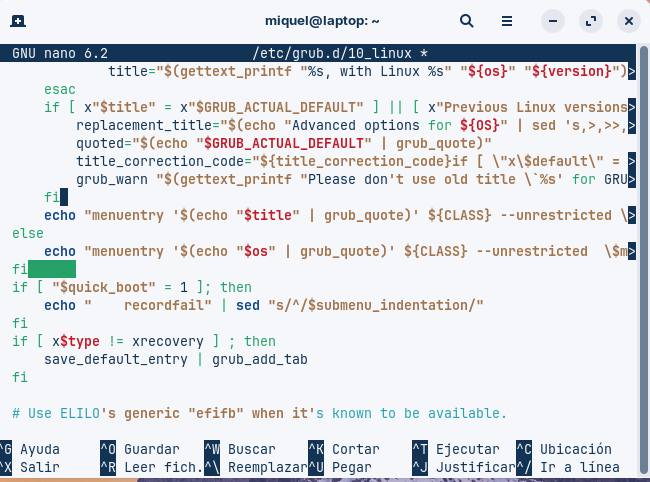 miquel@laptop: ~
GNU nano 6.2 /etc/grub.d/10_linux *
title="$(gettext_printf "%s, with Linux %s" "${os}" "${version}")>
esac
if [ x"$title" = x"$GRUB_ACTUAL_DEFAULT" ] || [ x"Previous Linux versions>
replacement_title="$(echo "Advanced options for ${OS}" | sed 's,>,>>,>
quoted="$(echo "$GRUB_ACTUAL_DEFAULT" | grub_quote)"
title_correction_code="${title_correction_code}if [ \"x\$default\" = >
grub_warn "$(gettext_printf "Please don't use old title \`%s' for GRU>
fi
echo "menuentry '$(echo "$title" | grub_quote)' ${CLASS} --unrestricted \>
else
echo "menuentry '$(echo "$os" | grub_quote)' ${CLASS} --unrestricted  \$m>
fi
if [ "$quick_boot" = 1 ]; then
echo "    recordfail" | sed "s/^/$submenu_indentation/"
fi
if [ x$type != xrecovery ] ; then
save_default_entry | grub_add_tab
fi
# Use ELILO's generic "efifb" when it's known to be available.
^G Ayuda ^O Guardar ^W Buscar ^K Cortar ^T Ejecutar ^C Ubicación
^X Salir ^R Leer fich. ^\ Reemplazar ^U Pegar ^J Justificar ^/ Ir a línea